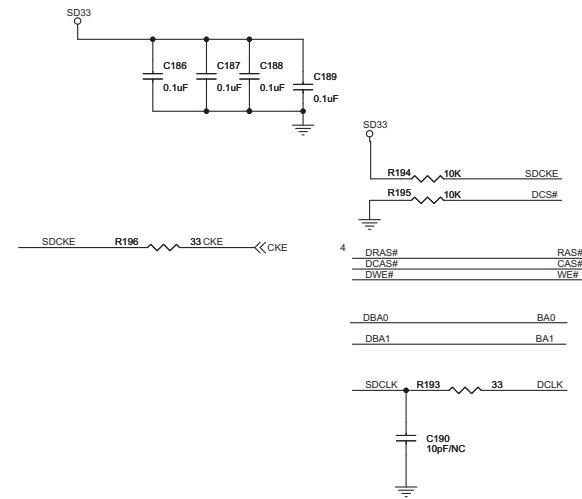 SD33
C186 C187 C188
0.1uF 0.1uF 0.1uF
C189
0.1uF
SD33
R194 10K SDCKE
R195 10K DCS#
SDCKE R196 33 CKE CKE
4
DRAS# RAS#
DCAS# CAS#
DWE# WE#
DBA0 BA0
DBA1 BA1
SDCLK R193 33 DCLK
C190
10pF/NC